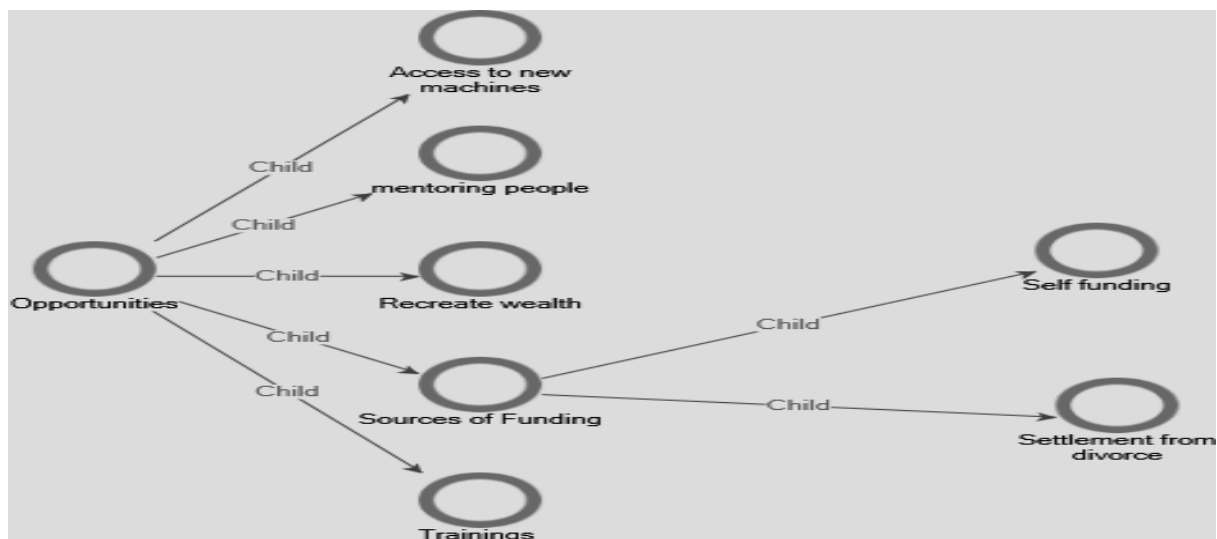 Access to new
machines
Child
mentoring people
Child
Opportunities
Child
Recreate wealth
Child
Sources of Funding
Child
Trainings
Child
Self funding
Child
Settlement from
divorce